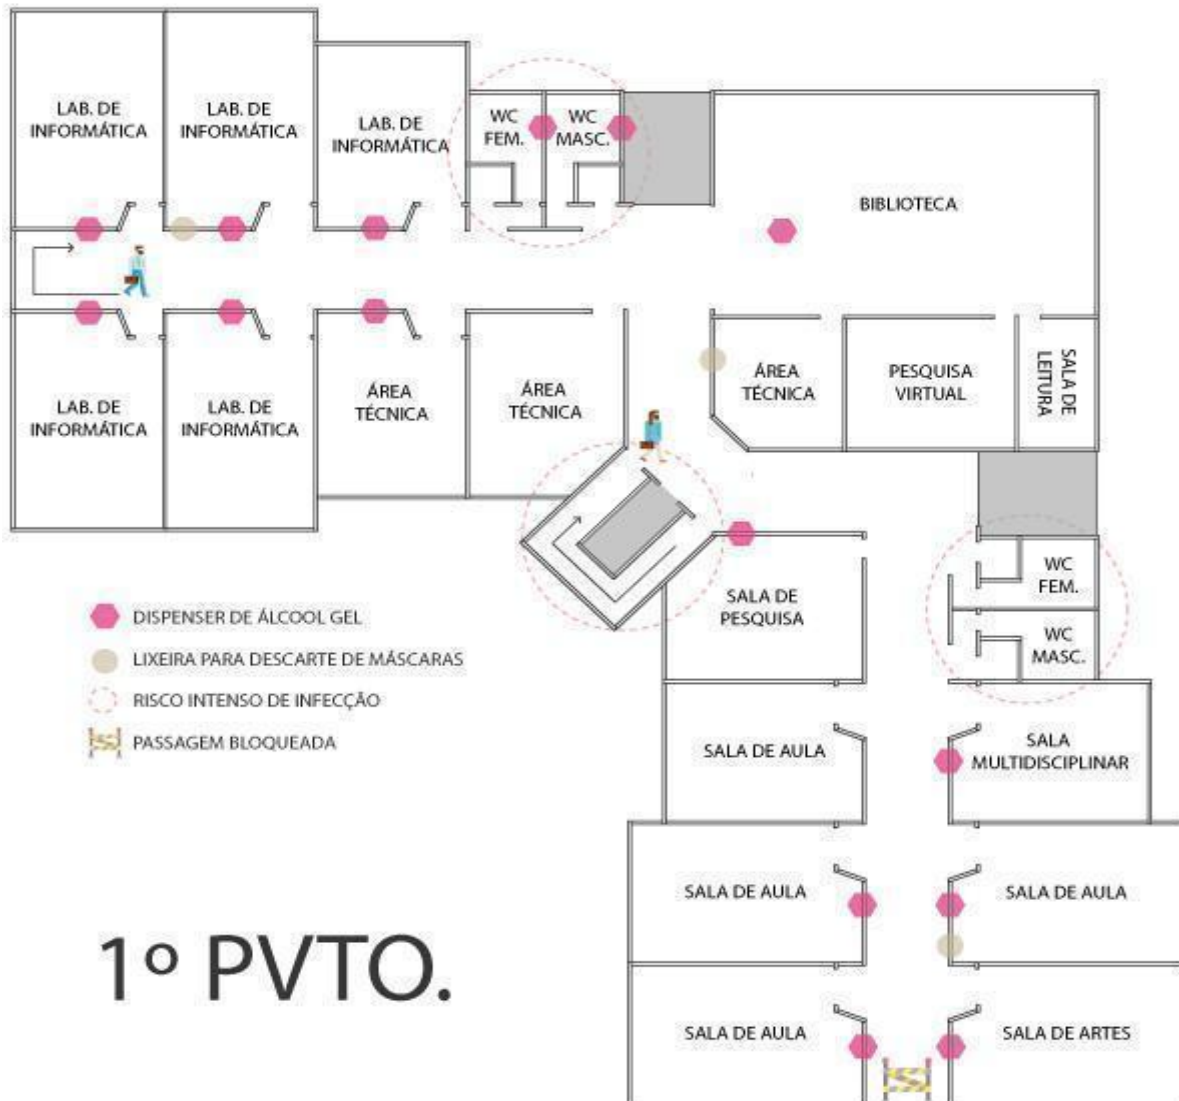 LAB. DE
INFORMÁTICA
LAB. DE
INFORMÁTICA
LAB. DE
INFORMÁTICA
WC
FEM.
WC
MASC.
BIBLIOTECA
LAB. DE
INFORMÁTICA
LAB. DE
INFORMÁTICA
ÁREA
TÉCNICA
ÁREA
TÉCNICA
ÁREA
TÉCNICA
PESQUISA
VIRTUAL
SALA DE
LEITURA
WC
FEM.
WC
MASC.
SALA DE
PESQUISA
DISPENSER DE ÁLCOOL GEL
LIXEIRA PARA DESCARTE DE MÁSCARAS
RISCO INTENSO DE INFECÇÃO
PASSAGEM BLOQUEADA
SALA DE AULA
SALA
MULTIDISCIPLINAR
SALA DE AULA
SALA DE AULA
SALA DE AULA
SALA DE ARTES
1º PVTO.